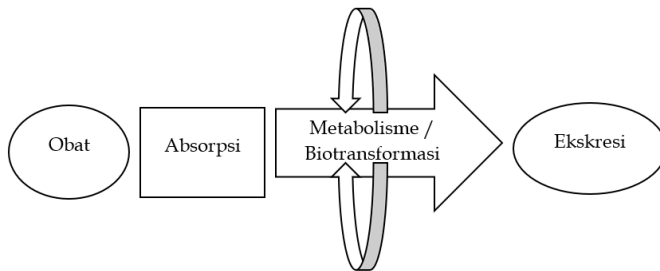 Obat
Absorpsi
Metabolisme /
Biotransformasi
Ekskresi